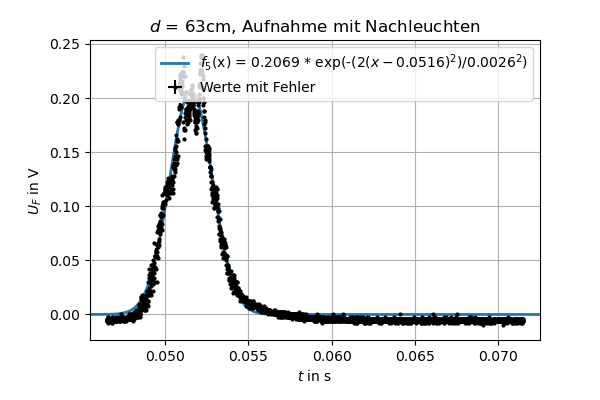 d = 63cm, Aufnahme mit Nachleuchten
f₅(x) = 0.2069 * exp(-(2(x − 0.0516)²)/0.0026²)
Werte mit Fehler
0.25
0.20
0.15
0.10
0.05
0.00
U_F in V
0.050 0.055 0.060 0.065 0.070
t in s